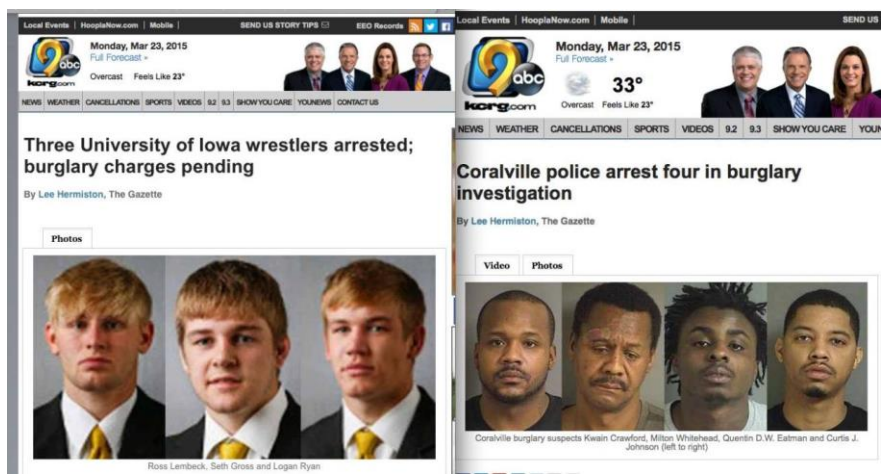 Local Events | HooplaNow.com | Mobile |
SEND US STORY TIPS
EEO Records
9
abc
kcrg.com
Monday, Mar 23, 2015
Full Forecast »
Overcast Feels Like 23°
NEWS WEATHER CANCELLATIONS SPORTS VIDEOS 9.2 9.3 SHOW YOU CARE YOUNEWS CONTACT US
Three University of Iowa wrestlers arrested;
burglary charges pending
By Lee Hermiston, The Gazette
Photos
Ross Lembeck, Seth Gross and Logan Ryan
Local Events | HooplaNow.com | Mobile |
SEND US
9
abc
kcrg.com
Monday, Mar 23, 2015
Full Forecast »
33°
Overcast Feels Like 23°
NEWS WEATHER CANCELLATIONS SPORTS VIDEOS 9.2 9.3 SHOW YOU CARE YOUN
Coralville police arrest four in burglary
investigation
By Lee Hermiston, The Gazette
Video Photos
Coralville burglary suspects Kwain Crawford, Milton Whitehead, Quentin D.W. Eatman and Curtis J.
Johnson (left to right)